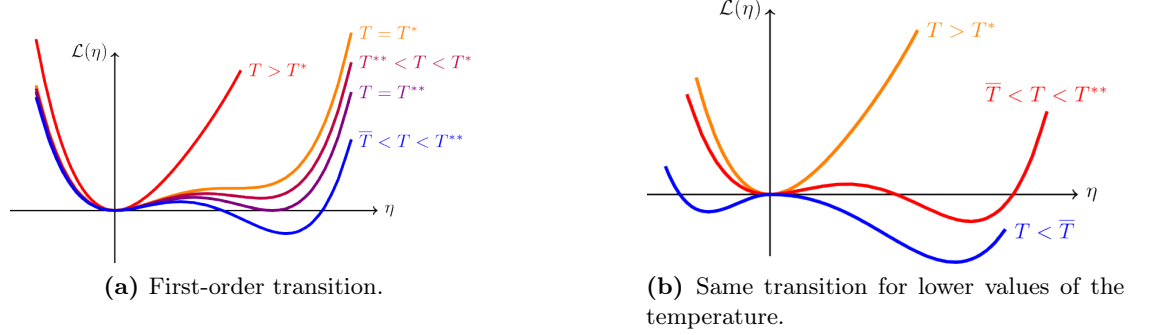 ℒ(η)
T = T*
T** < T < T*
T > T*
T = T**
T̅ < T < T**
η
(a) First-order transition.
ℒ(η)
T > T*
T̅ < T < T**
η
T < T̅
(b) Same transition for lower values of the
temperature.